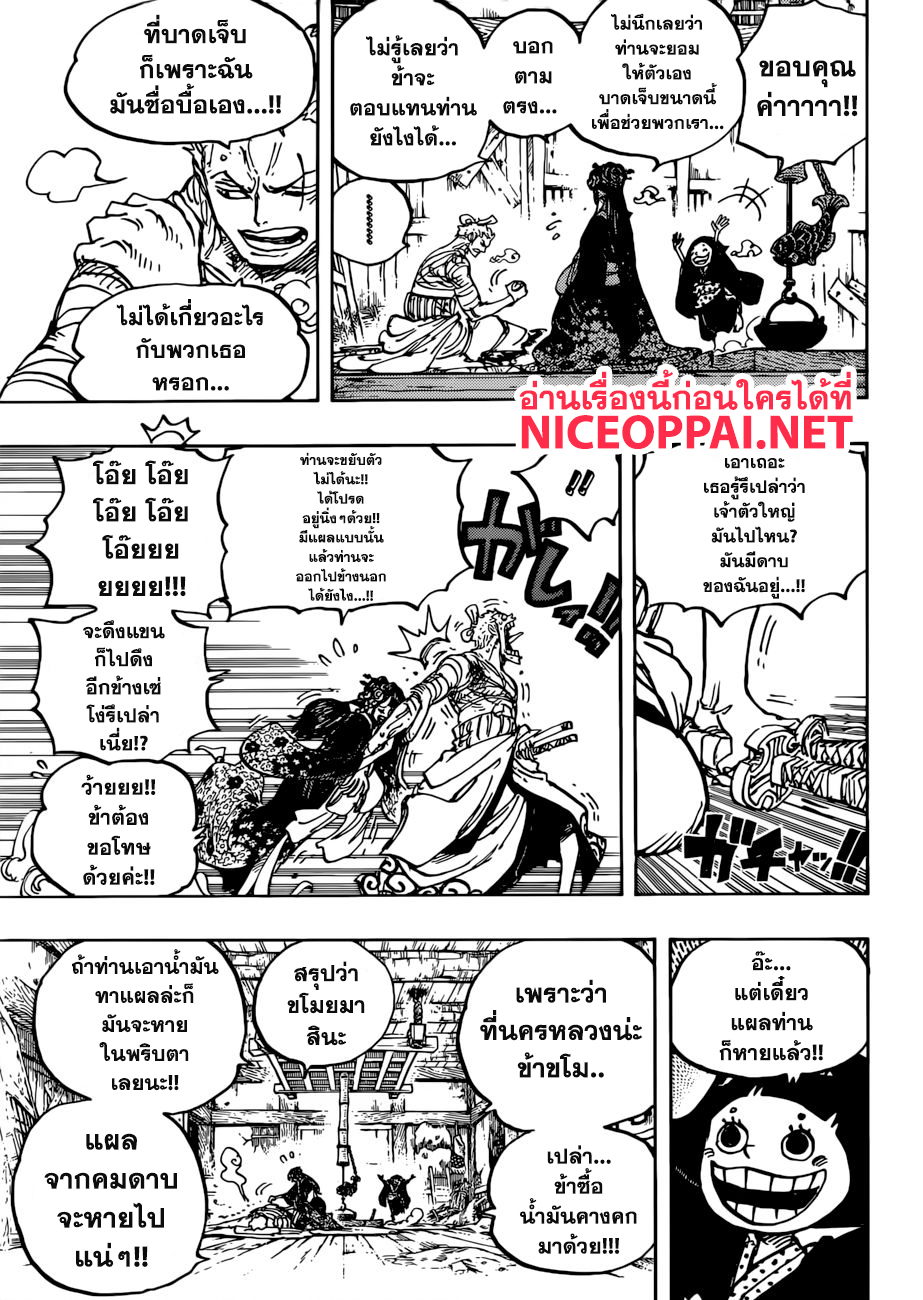 ขอบคุณ
ค่าาาาา!!
ไม่นึกเลยว่า
ท่านจะยอม
ให้ตัวเอง
บาดเจ็บขนาดนี้
เพื่อช่วยพวกเรา...
บอก
ตาม
ตรง...
ไม่รู้เลยว่า
ข้าจะ
ตอบแทนท่าน
ยังไงได้...
ที่บาดเจ็บ
ก็เพราะฉัน
มันซื่อบื้อเอง...!!
ไม่ได้เกี่ยวอะไร
กับพวกเธอ
หรอก...
อ่านเรื่องนี้ก่อนใครได้ที่
NICEOPPAI.NET
เอาเถอะ
เธอรู้รึเปล่าว่า
เจ้าตัวใหญ่
มันไปไหน?
มันมีดาบ
ของฉันอยู่...!!
ガチャッ!!
!!
ガシィッ!!
ท่านจะขยับตัว
ไม่ได้นะ!!
ได้โปรด
อยู่นิ่งๆด้วย!!
มีแผลแบบนั้น
แล้วท่านจะ
ออกไปข้างนอก
ได้ยังไง...!!
โอ๊ย โอ๊ย
โอ๊ย โอ๊ย
โอ๊ยยย
ยยยยย!!!
จะดึงแขน
ก็ไปดึง
อีกข้างเซ่
โง่รึเปล่า
เนี่ย!?
ว้ายยย!!
ข้าต้อง
ขอโทษ
ด้วยค่ะ!!
อ๊ะ...
แต่เดี๋ยว
แผลท่าน
ก็หายแล้ว!!
เพราะว่า
ที่นครหลวงน่ะ
ข้าขโม..
เปล่า...
ข้าซื้อ
น้ำมันคางคก
มาด้วย!!!
สรุปว่า
ขโมยมา
สินะ
ถ้าท่านเอาน้ำมัน
ทาแผลล่ะก็
มันจะหาย
ในพริบตา
เลยนะ!!
แผล
จากคมดาบ
จะหายไป
แน่ๆ!!